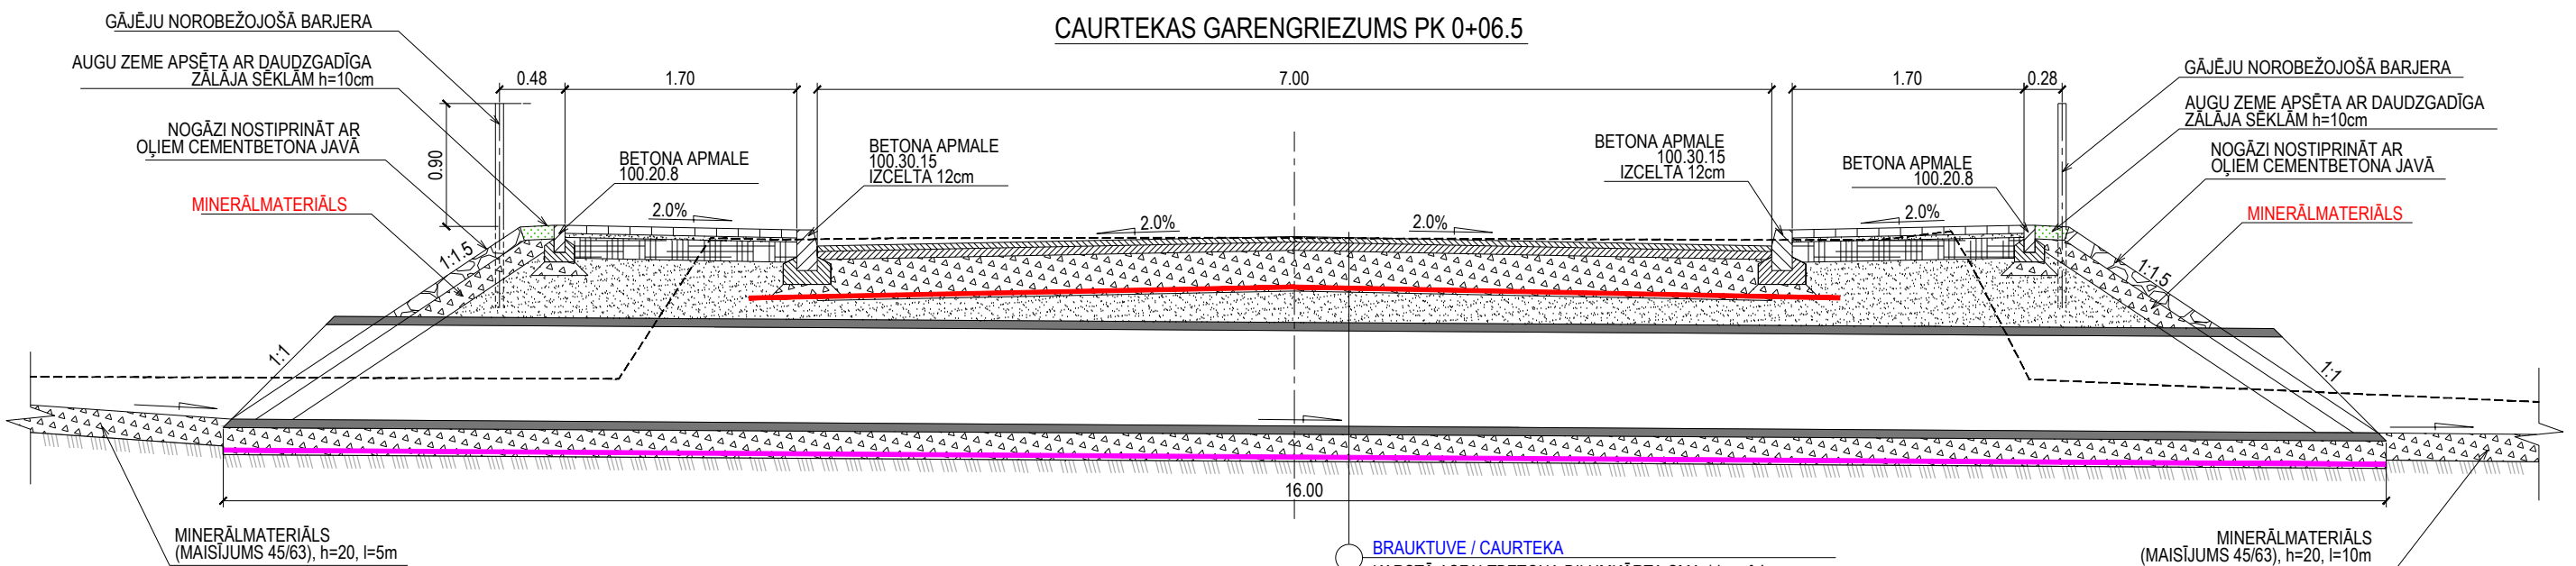 CAURTEKAS GARENGRIEZUMS PK 0+06.5
GĀJĒJU NOROBEŽOJOŠĀ BARJERA
AUGU ZEME APSĒTA AR DAUDZGADĪGA
ZĀLĀJA SĒKLĀM h=10cm
NOGĀZI NOSTIPRINĀT AR
OĻIEM CEMENTBETONA JAVĀ
MINERĀLMATERIĀLS
0.90
0.48
1.70
7.00
1.70
0.28
BETONA APMALE
100.20.8
BETONA APMALE
100.30.15
IZCELTA 12cm
BETONA APMALE
100.30.15
IZCELTA 12cm
BETONA APMALE
100.20.8
GĀJĒJU NOROBEŽOJOŠĀ BARJERA
AUGU ZEME APSĒTA AR DAUDZGADĪGA
ZĀLĀJA SĒKLĀM h=10cm
NOGĀZI NOSTIPRINĀT AR
OĻIEM CEMENTBETONA JAVĀ
MINERĀLMATERIĀLS
2.0%
2.0%
2.0%
2.0%
1:1.5
1:1.5
1:1
1:1
16.00
MINERĀLMATERIĀLS
(MAISĪJUMS 45/63), h=20, l=5m
BRAUKTUVE / CAURTEKA
MINERĀLMATERIĀLS
(MAISĪJUMS 45/63), h=20, l=10m